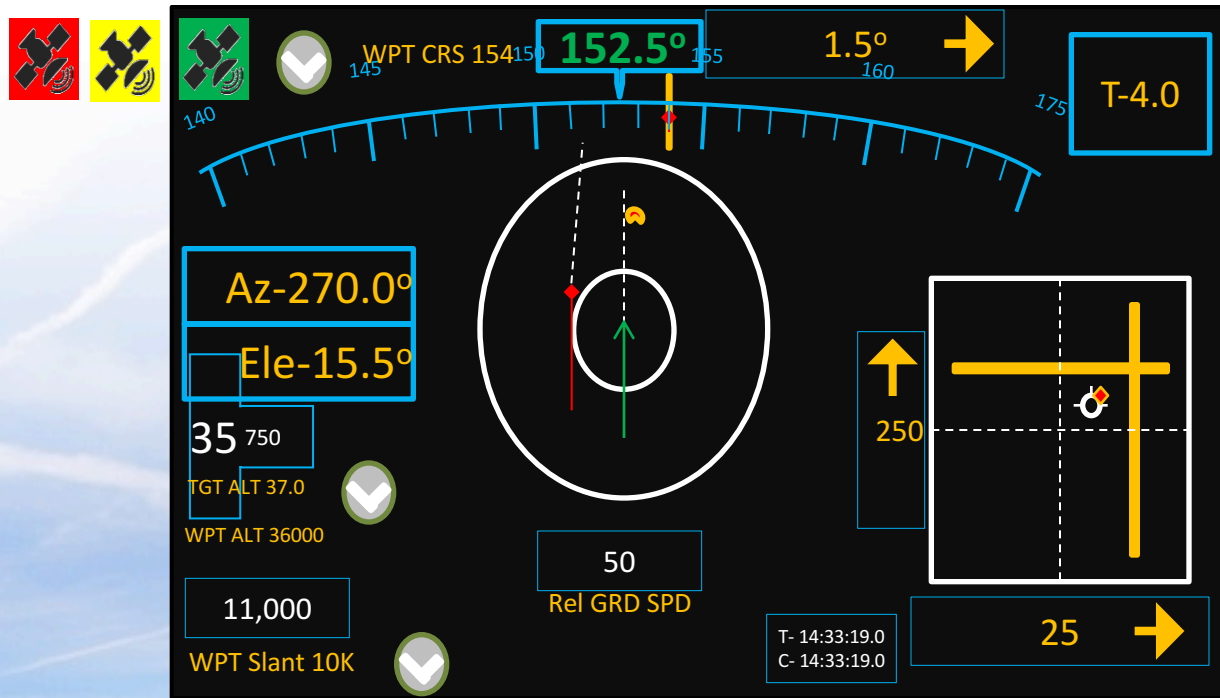 WPT CRS 154
152.5º
1.5º
T-4.0
140
145
150
155
160
175
Az-270.0º
Ele-15.5º
35 750
TGT ALT 37.0
WPT ALT 36000
11,000
WPT Slant 10K
50
Rel GRD SPD
250
T- 14:33:19.0
C- 14:33:19.0
25